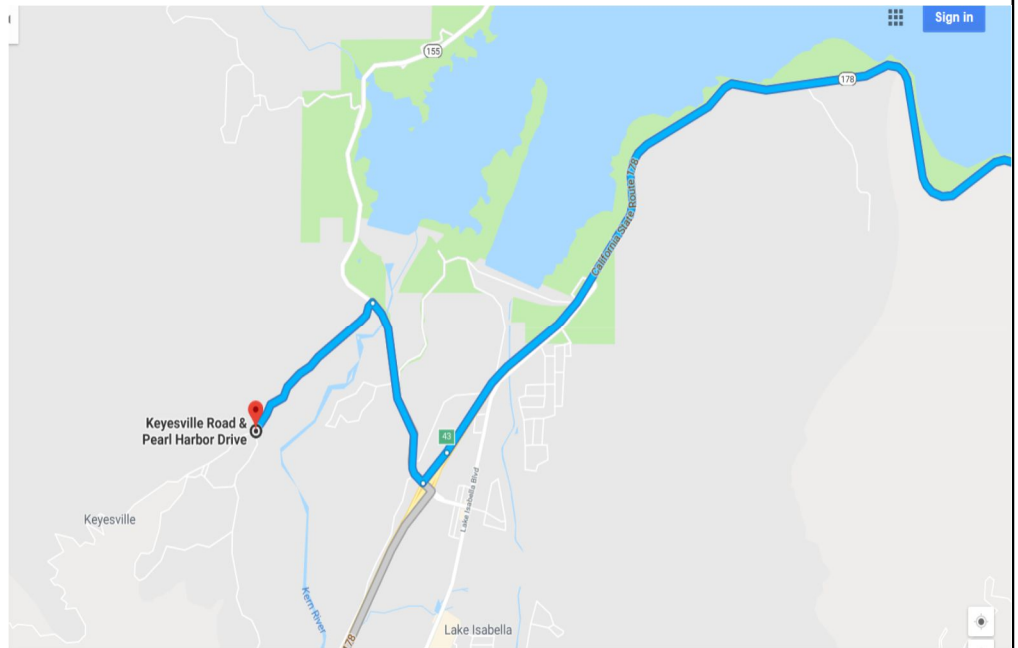 Sign in
155
178
California State Route 178
Keyesville Road &
Pearl Harbor Drive
43
Lake Isabella Blvd
Keyesville
Kern River
Lake Isabella
178